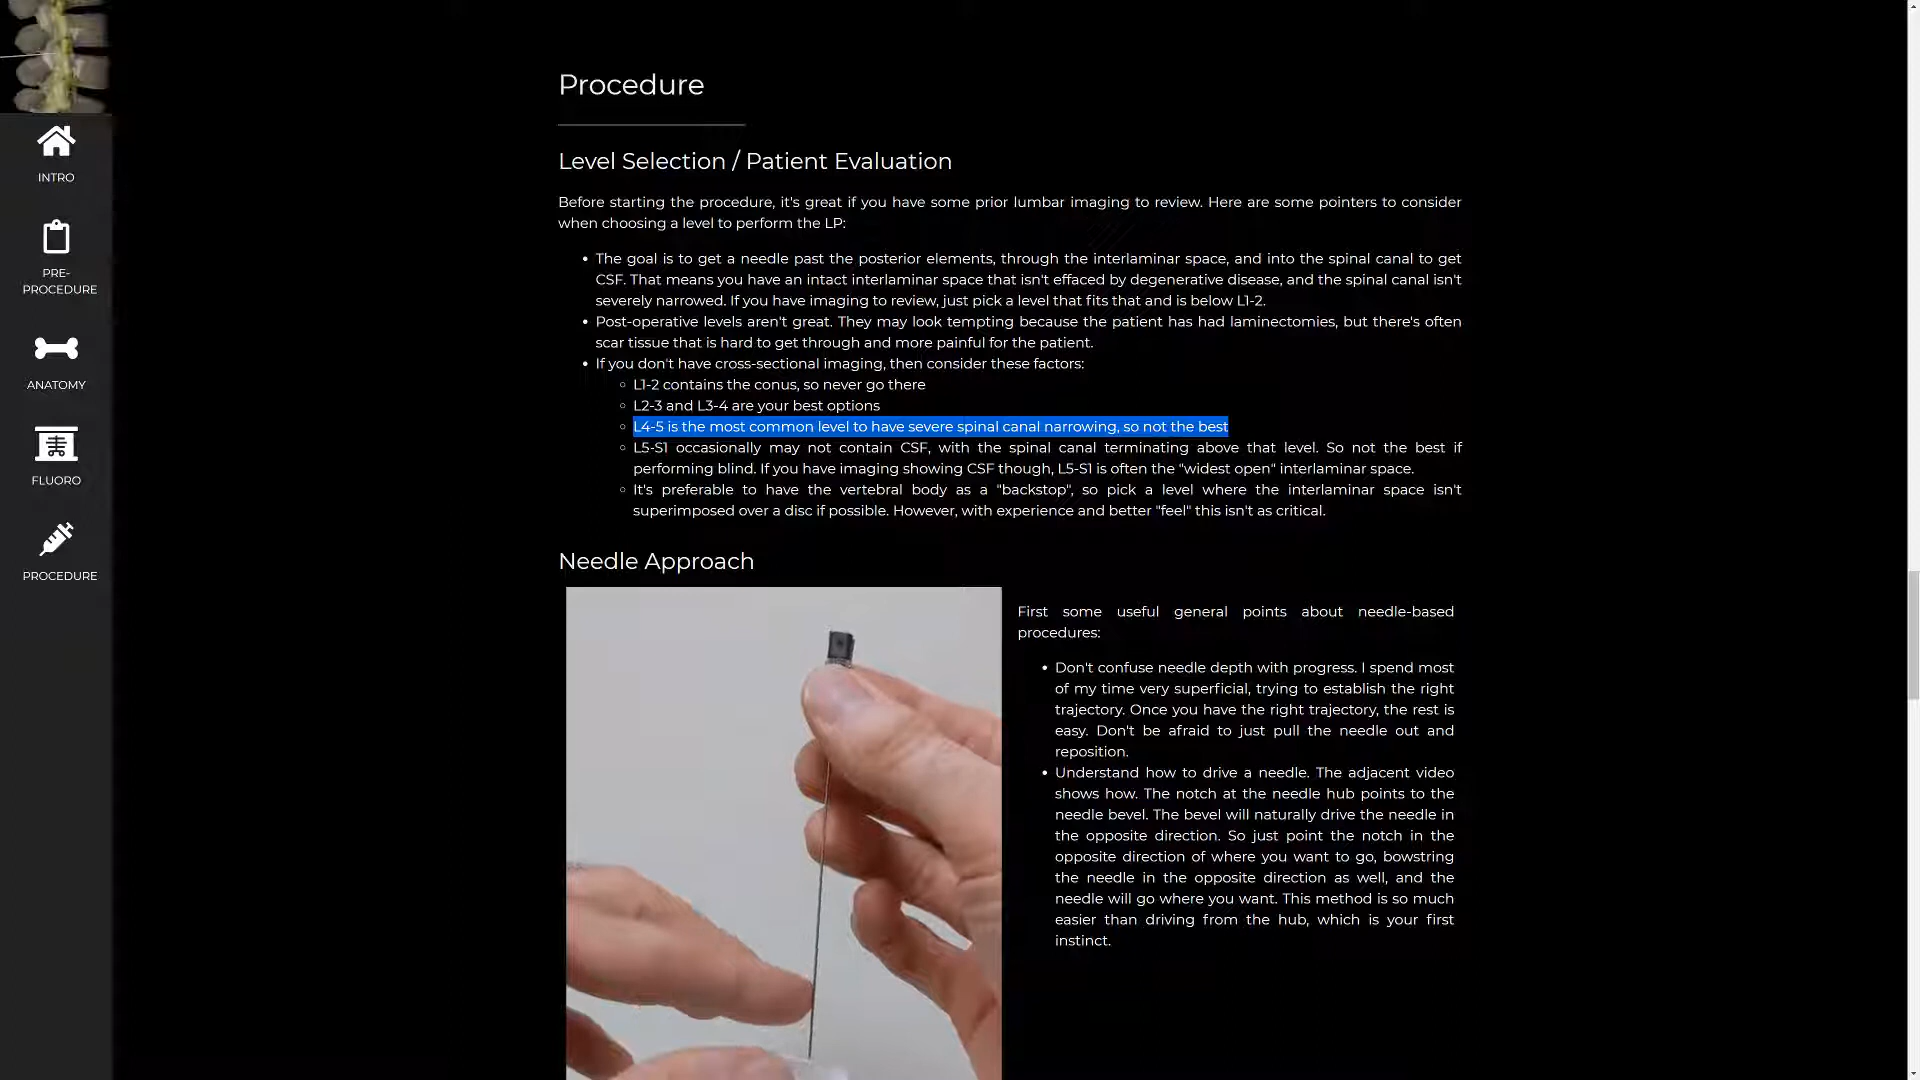 INTRO
PRE-
PROCEDURE
ANATOMY
FLUORO
PROCEDURE
Procedure
Level Selection / Patient Evaluation
Before starting the procedure, it's great if you have some prior lumbar imaging to review. Here are some pointers to consider
when choosing a level to perform the LP:
The goal is to get a needle past the posterior elements, through the interlaminar space, and into the spinal canal to get
CSF. That means you have an intact interlaminar space that isn't effaced by degenerative disease, and the spinal canal isn't
severely narrowed. If you have imaging to review, just pick a level that fits that and is below L1-2.
Post-operative levels aren't great. They may look tempting because the patient has had laminectomies, but there's often
scar tissue that is hard to get through and more painful for the patient.
If you don't have cross-sectional imaging, then consider these factors:
L1-2 contains the conus, so never go there
L2-3 and L3-4 are your best options
L4-5 is the most common level to have severe spinal canal narrowing, so not the best
L5-S1 occasionally may not contain CSF, with the spinal canal terminating above that level. So not the best if
performing blind. If you have imaging showing CSF though, L5-S1 is often the "widest open" interlaminar space.
It's preferable to have the vertebral body as a "backstop", so pick a level where the interlaminar space isn't
superimposed over a disc if possible. However, with experience and better "feel" this isn't as critical.
Needle Approach
First some useful general points about needle-based
procedures:
Don't confuse needle depth with progress. I spend most
of my time very superficial, trying to establish the right
trajectory. Once you have the right trajectory, the rest is
easy. Don't be afraid to just pull the needle out and
reposition.
Understand how to drive a needle. The adjacent video
shows how. The notch at the needle hub points to the
needle bevel. The bevel will naturally drive the needle in
the opposite direction. So just point the notch in the
opposite direction of where you want to go, bowstring
the needle in the opposite direction as well, and the
needle will go where you want. This method is so much
easier than driving from the hub, which is your first
instinct.